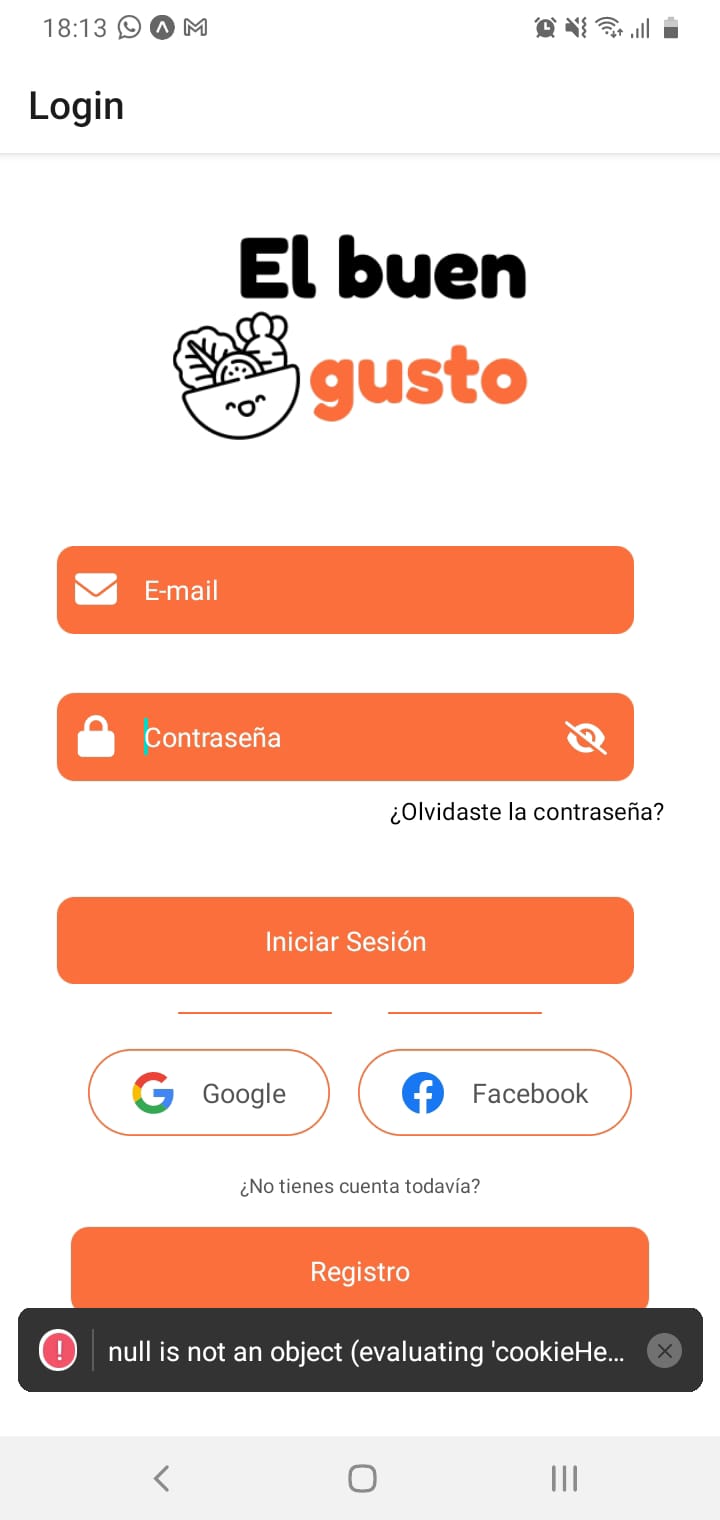 18:13
Login
El buen
gusto
E-mail
Contraseña
¿Olvidaste la contraseña?
Iniciar Sesión
Google
Facebook
¿No tienes cuenta todavía?
Registro
null is not an object (evaluating 'cookieHe...